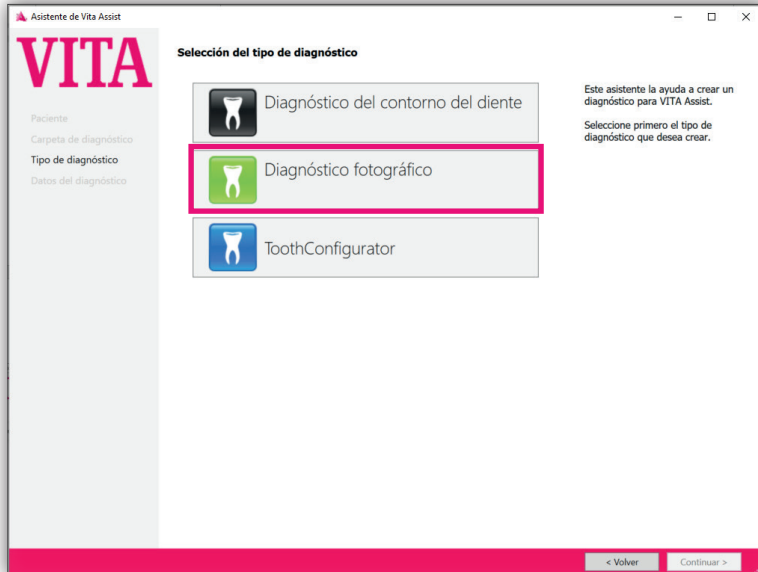 Asistente de Vita Assist
VITA
Paciente
Carpeta de diagnóstico
Tipo de diagnóstico
Datos del diagnóstico
Selección del tipo de diagnóstico
Diagnóstico del contorno del diente
Diagnóstico fotográfico
ToothConfigurator
Este asistente la ayuda a crear un
diagnóstico para VITA Assist.
Seleccione primero el tipo de
diagnóstico que desea crear.
< Volver
Continuar >